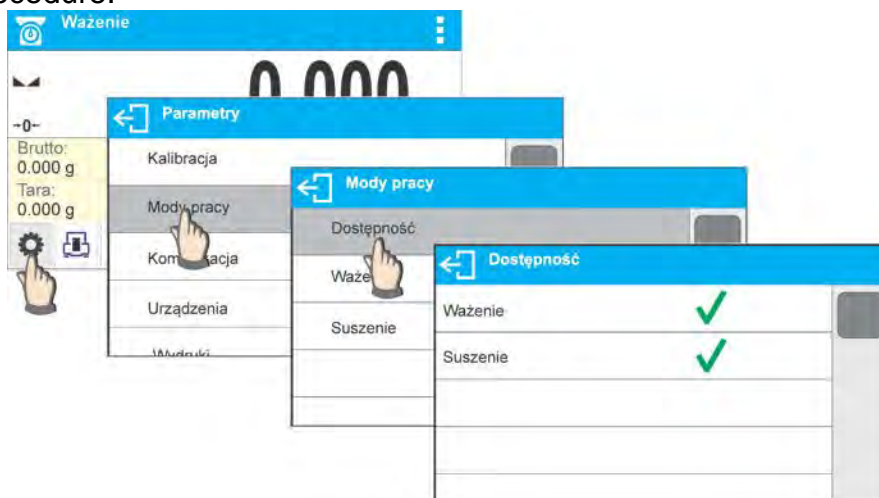 Ważenie
0.000
-0-
Brutto:
0.000 g
Tara:
0.000 g
Parametry
Kalibracja
Mody pracy
Urządzenia
Wydruki
Mody pracy
Dostępność
Suszenie
Dostępność
Ważenie
Suszenie